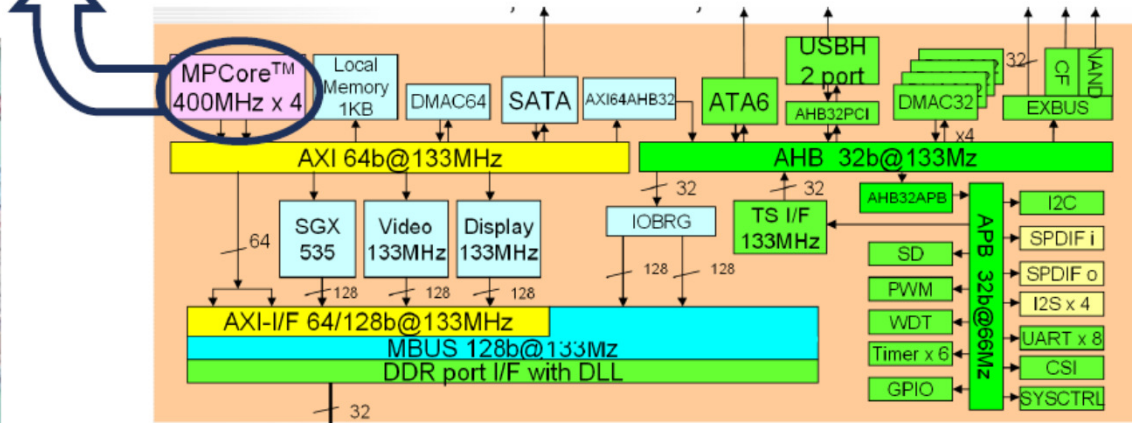 MPCore™
400MHz x 4
Local
Memory
1KB
DMAC64
SATA
AXI64AHB32
ATA6
USBH
2 port
AHB32PCI
DMAC32
x4
32
CF
NAND
EXBUS
AXI 64b@133MHz
AHB 32b@133Mz
64
SGX
535
Video
133MHz
Display
133MHz
128
128
128
32
IOBRG
128
128
32
TS I/F
133MHz
AHB32APB
APB 32b@66Mz
SD
PWM
WDT
Timer x 6
GPIO
I2C
SPDIF i
SPDIF o
I2S x 4
UART x 8
CSI
SYSCTRL
AXI-I/F 64/128b@133MHz
MBUS 128b@133Mz
DDR port I/F with DLL
32